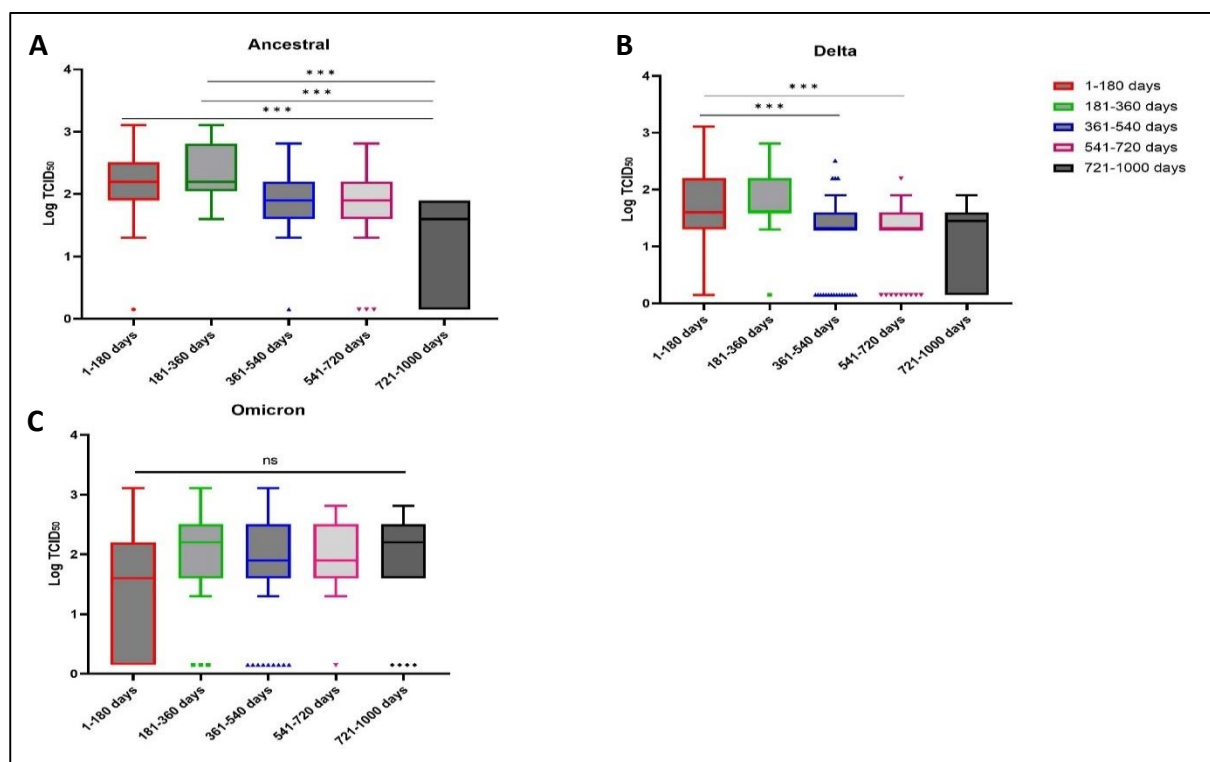 A
Ancestral
***
***
***
4
3
2
1
0
Log TCID₅₀
1-180 days
181-360 days
361-540 days
541-720 days
721-1000 days
B
Delta
***
***
4
3
2
1
0
Log TCID₅₀
1-180 days
181-360 days
361-540 days
541-720 days
721-1000 days
1-180 days
181-360 days
361-540 days
541-720 days
721-1000 days
C
Omicron
ns
4
3
2
1
0
Log TCID₅₀
1-180 days
181-360 days
361-540 days
541-720 days
721-1000 days